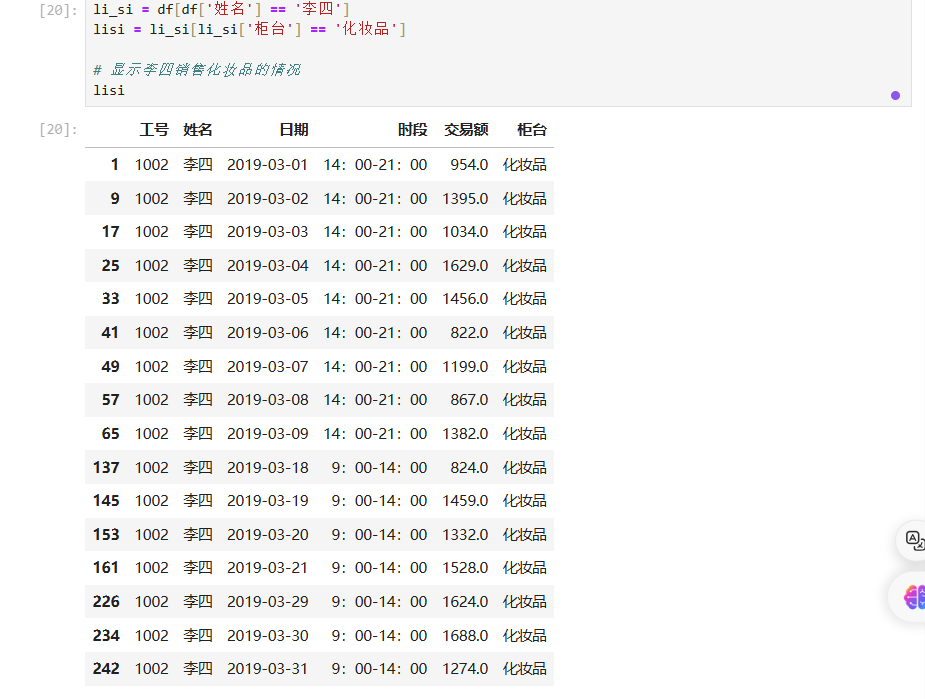 [20]: li_si = df[df['姓名'] == '李四']
lisi = li_si[li_si['柜台'] == '化妆品']
# 显示李四销售化妆品的情况
lisi
[20]: 工号 姓名 日期 时段 交易额 柜台
1 1002 李四 2019-03-01 14：00-21：00 954.0 化妆品
9 1002 李四 2019-03-02 14：00-21：00 1395.0 化妆品
17 1002 李四 2019-03-03 14：00-21：00 1034.0 化妆品
25 1002 李四 2019-03-04 14：00-21：00 1629.0 化妆品
33 1002 李四 2019-03-05 14：00-21：00 1456.0 化妆品
41 1002 李四 2019-03-06 14：00-21：00 822.0 化妆品
49 1002 李四 2019-03-07 14：00-21：00 1199.0 化妆品
57 1002 李四 2019-03-08 14：00-21：00 867.0 化妆品
65 1002 李四 2019-03-09 14：00-21：00 1382.0 化妆品
137 1002 李四 2019-03-18 9：00-14：00 824.0 化妆品
145 1002 李四 2019-03-19 9：00-14：00 1459.0 化妆品
153 1002 李四 2019-03-20 9：00-14：00 1332.0 化妆品
161 1002 李四 2019-03-21 9：00-14：00 1528.0 化妆品
226 1002 李四 2019-03-29 9：00-14：00 1624.0 化妆品
234 1002 李四 2019-03-30 9：00-14：00 1688.0 化妆品
242 1002 李四 2019-03-31 9：00-14：00 1274.0 化妆品